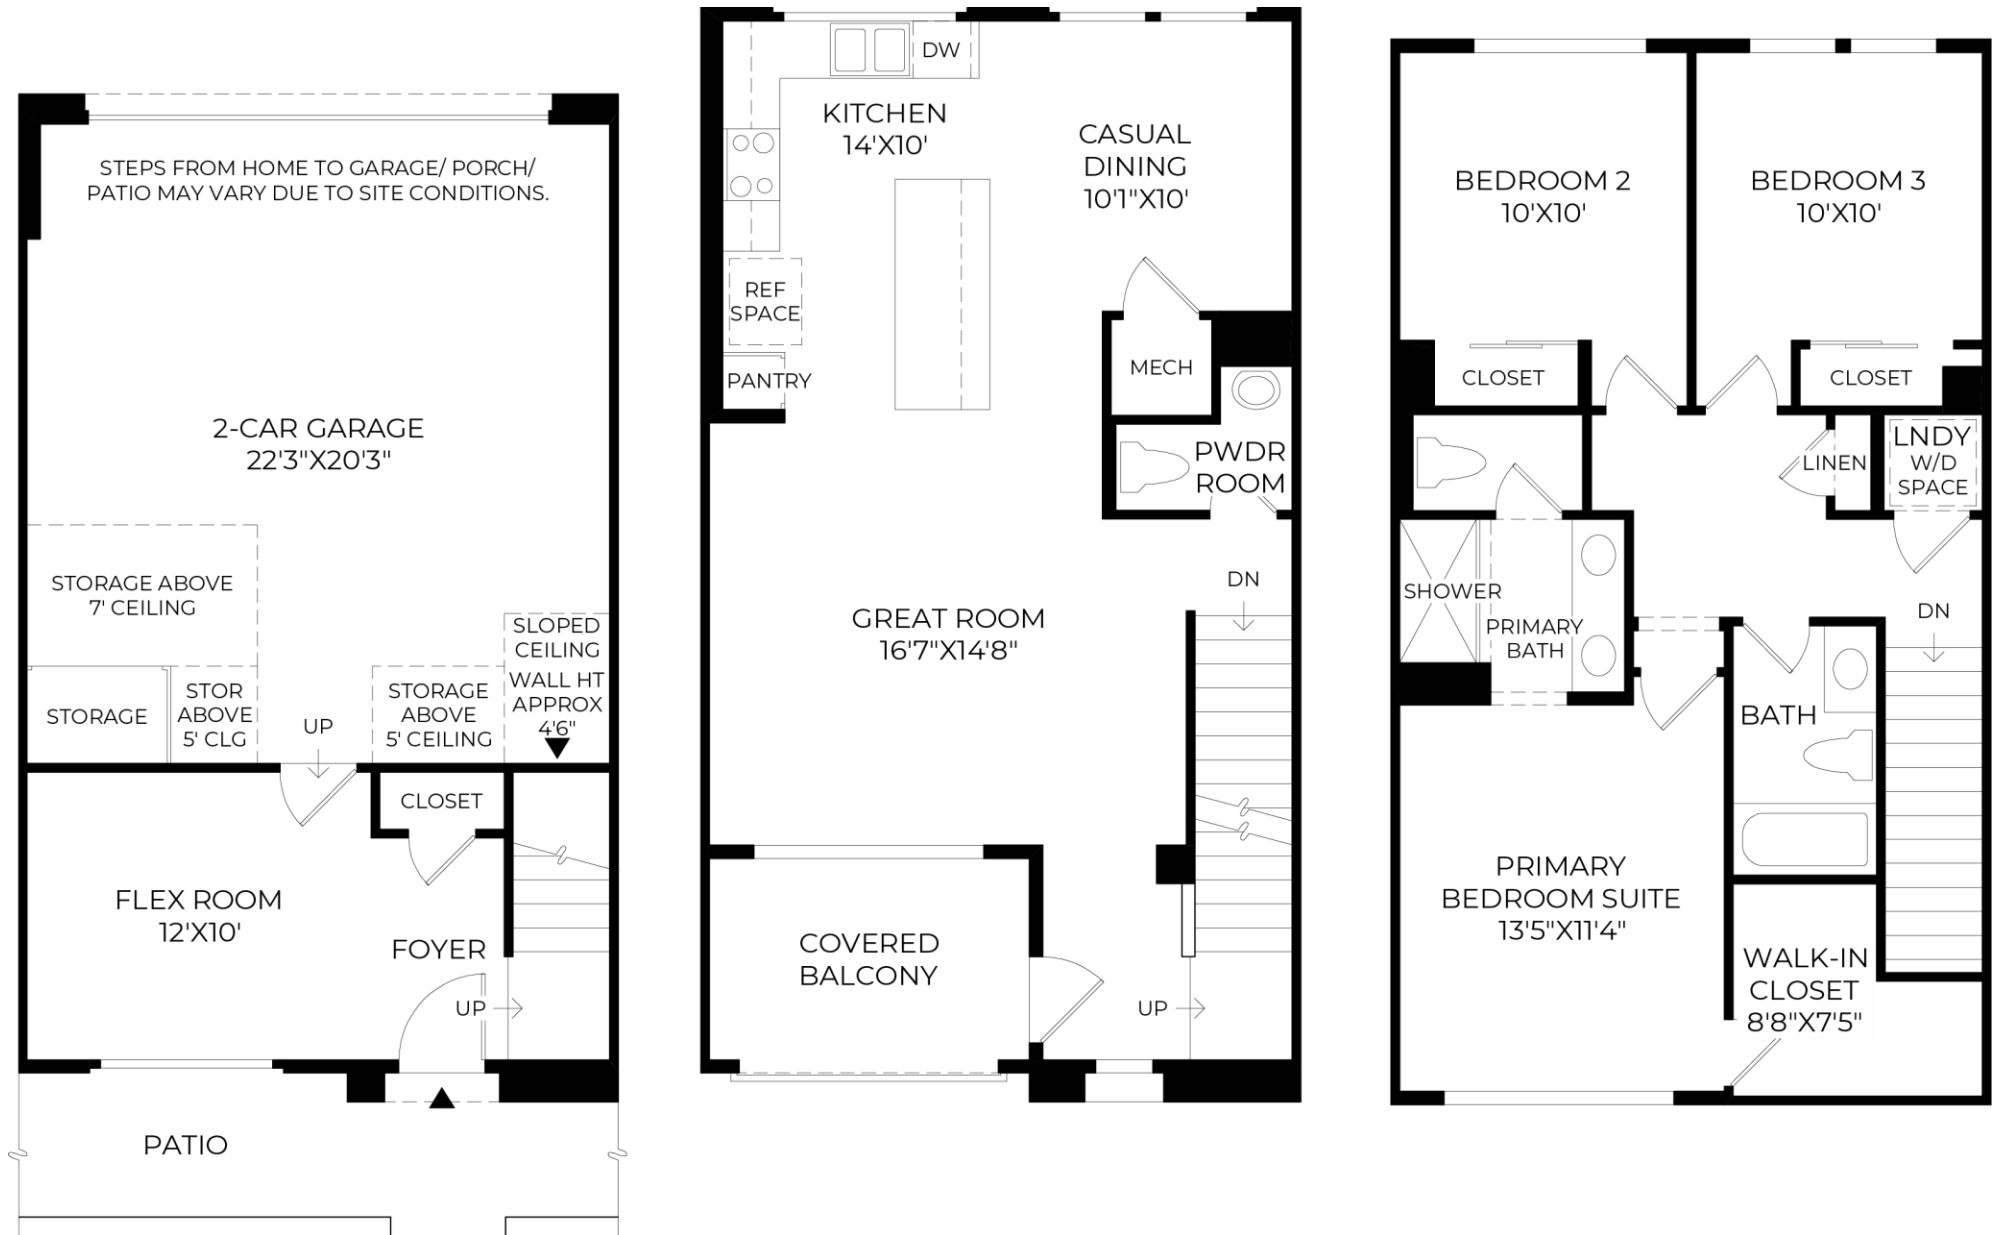 STEPS FROM HOME TO GARAGE/ PORCH/
PATIO MAY VARY DUE TO SITE CONDITIONS.
2-CAR GARAGE
22'3"X20'3"
STORAGE ABOVE
7' CEILING
STORAGE
STOR
ABOVE
5' CLG
UP
STORAGE
ABOVE
5' CEILING
SLOPED
CEILING
WALL HT
APPROX
4'6"
CLOSET
FLEX ROOM
12'X10'
FOYER
UP
PATIO
DW
KITCHEN
14'X10'
CASUAL
DINING
10'1"X10'
REF
SPACE
PANTRY
MECH
PWDR
ROOM
GREAT ROOM
16'7"X14'8"
DN
COVERED
BALCONY
UP
BEDROOM 2
10'X10'
BEDROOM 3
10'X10'
CLOSET
CLOSET
LINEN
LNDY
W/D
SPACE
SHOWER
PRIMARY
BATH
DN
BATH
PRIMARY
BEDROOM SUITE
13'5"X11'4"
WALK-IN
CLOSET
8'8"X7'5"